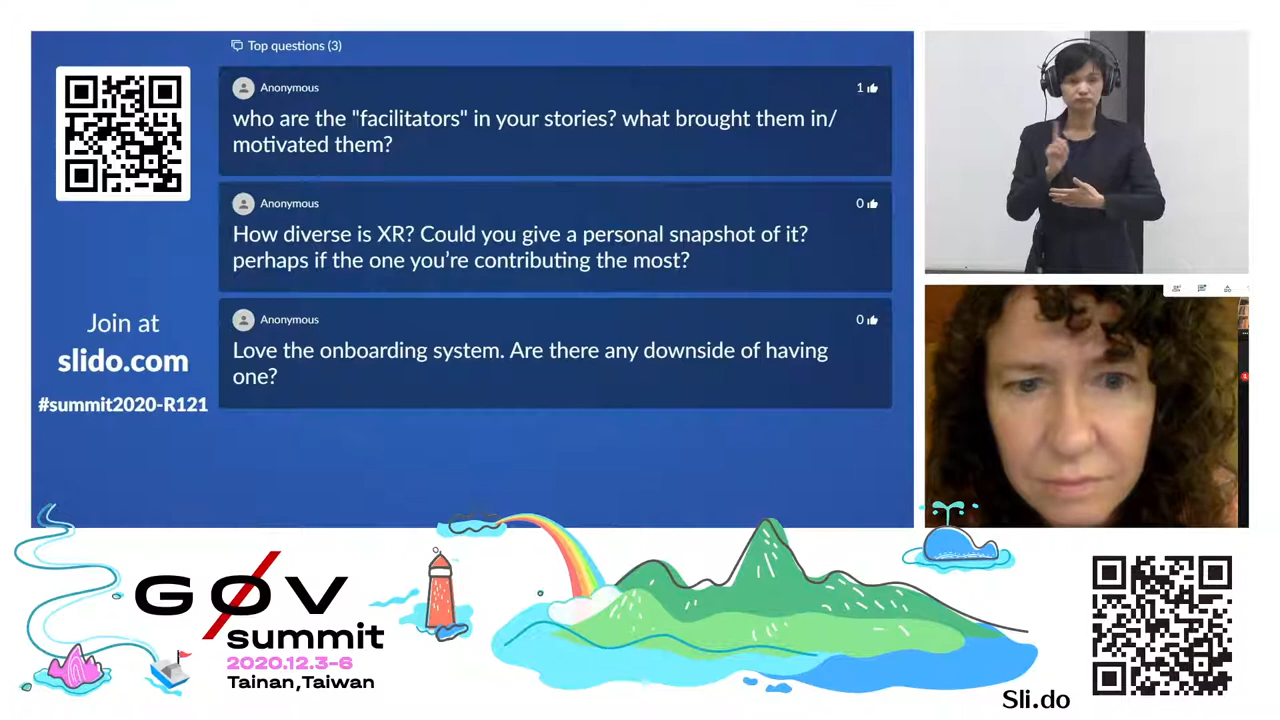 Top questions (3)
Anonymous
1
who are the "facilitators" in your stories? what brought them in/
motivated them?
Anonymous
0
How diverse is XR? Could you give a personal snapshot of it?
perhaps if the one you're contributing the most?
Anonymous
0
Love the onboarding system. Are there any downside of having
one?
Join at
slido.com
#summit2020-R121
GØV
summit
2020.12.3-6
Tainan,Taiwan
Sli.do